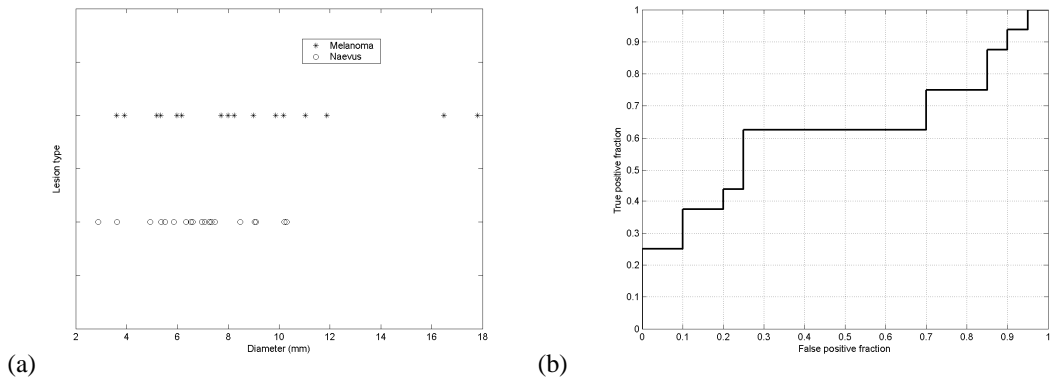 Melanoma
Naevus
Lesion type
2 4 6 8 10 12 14 16 18
Diameter (mm)
(a)
1
0.9
0.8
0.7
0.6
0.5
0.4
0.3
0.2
0.1
0
True positive fraction
0 0.1 0.2 0.3 0.4 0.5 0.6 0.7 0.8 0.9 1
False positive fraction
(b)